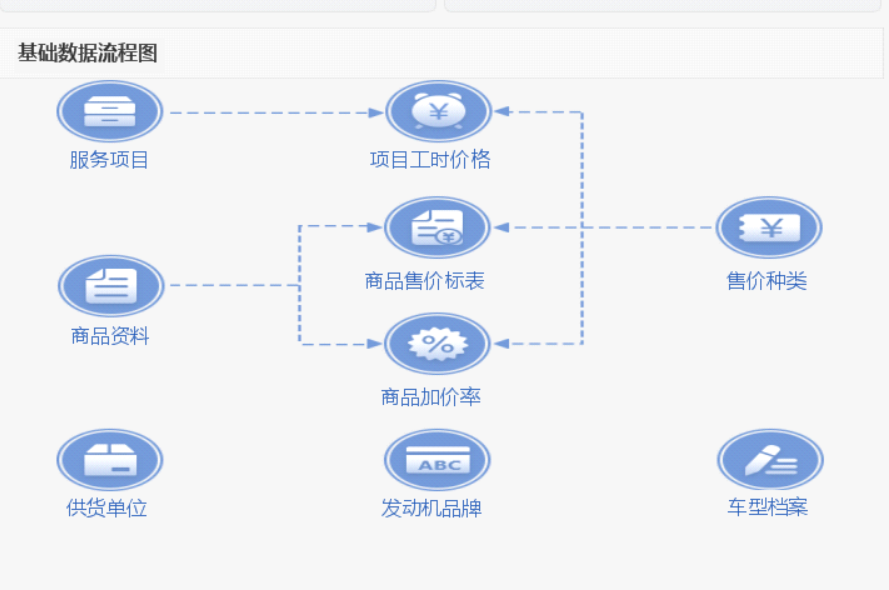 基础数据流程图
¥
服务项目
项目工时价格
¥
¥
商品售价标表
售价种类
商品资料
%
商品加价率
ABC
供货单位
发动机品牌
车型档案